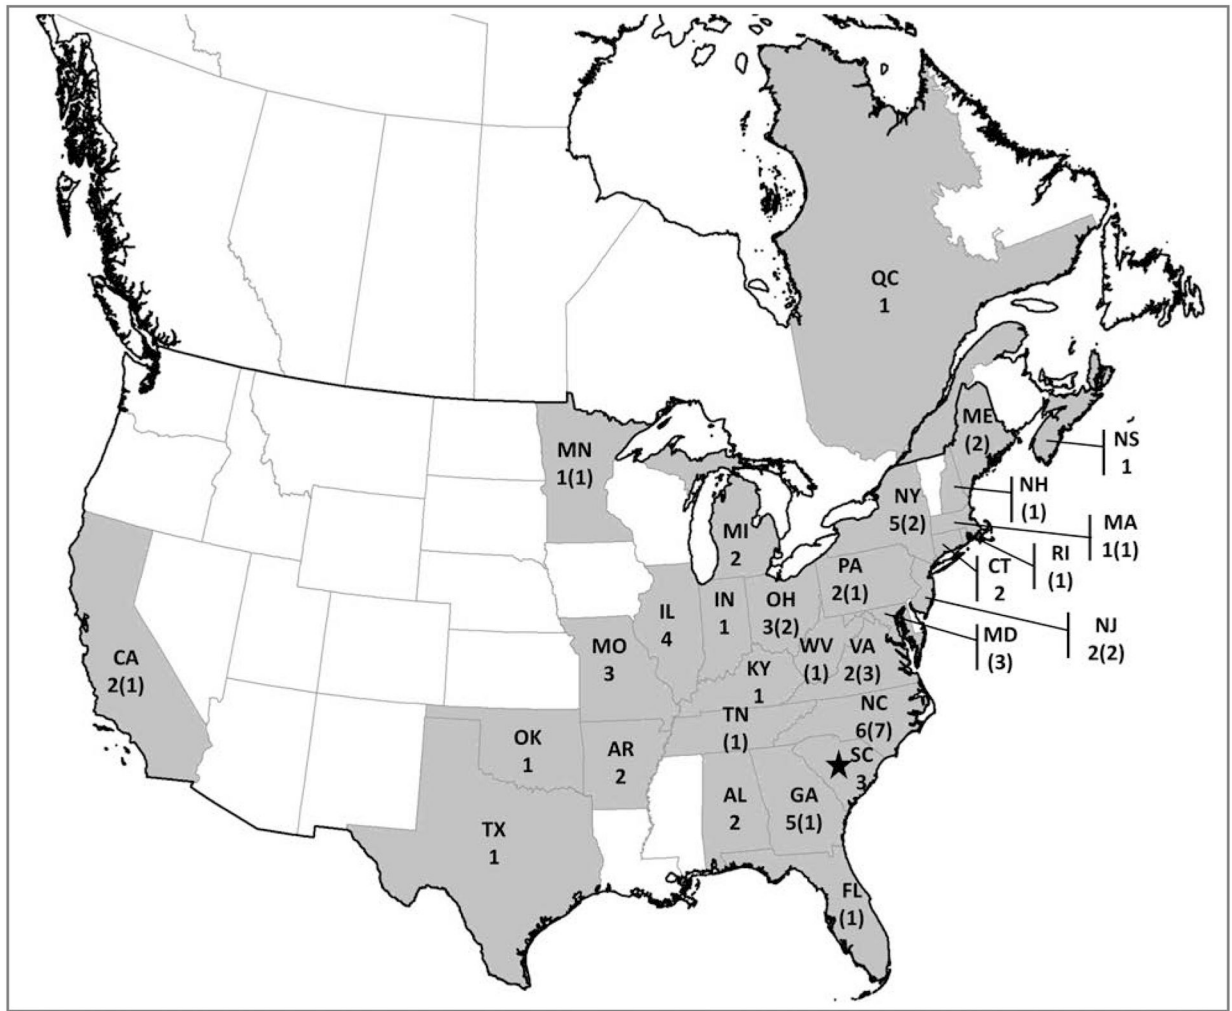 QC
1
ME
(2)
NS
1
MN
1(1)
NH
(1)
NY
5(2)
MA
1(1)
MI
2
RI
(1)
CT
2
PA
2(1)
IN
1
OH
3(2)
IL
4
NJ
2(2)
MD
(3)
MO
3
WV
(1)
VA
2(3)
CA
2(1)
KY
1
NC
6(7)
TN
(1)
OK
1
AR
2
SC
3
AL
2
GA
5(1)
TX
1
FL
(1)